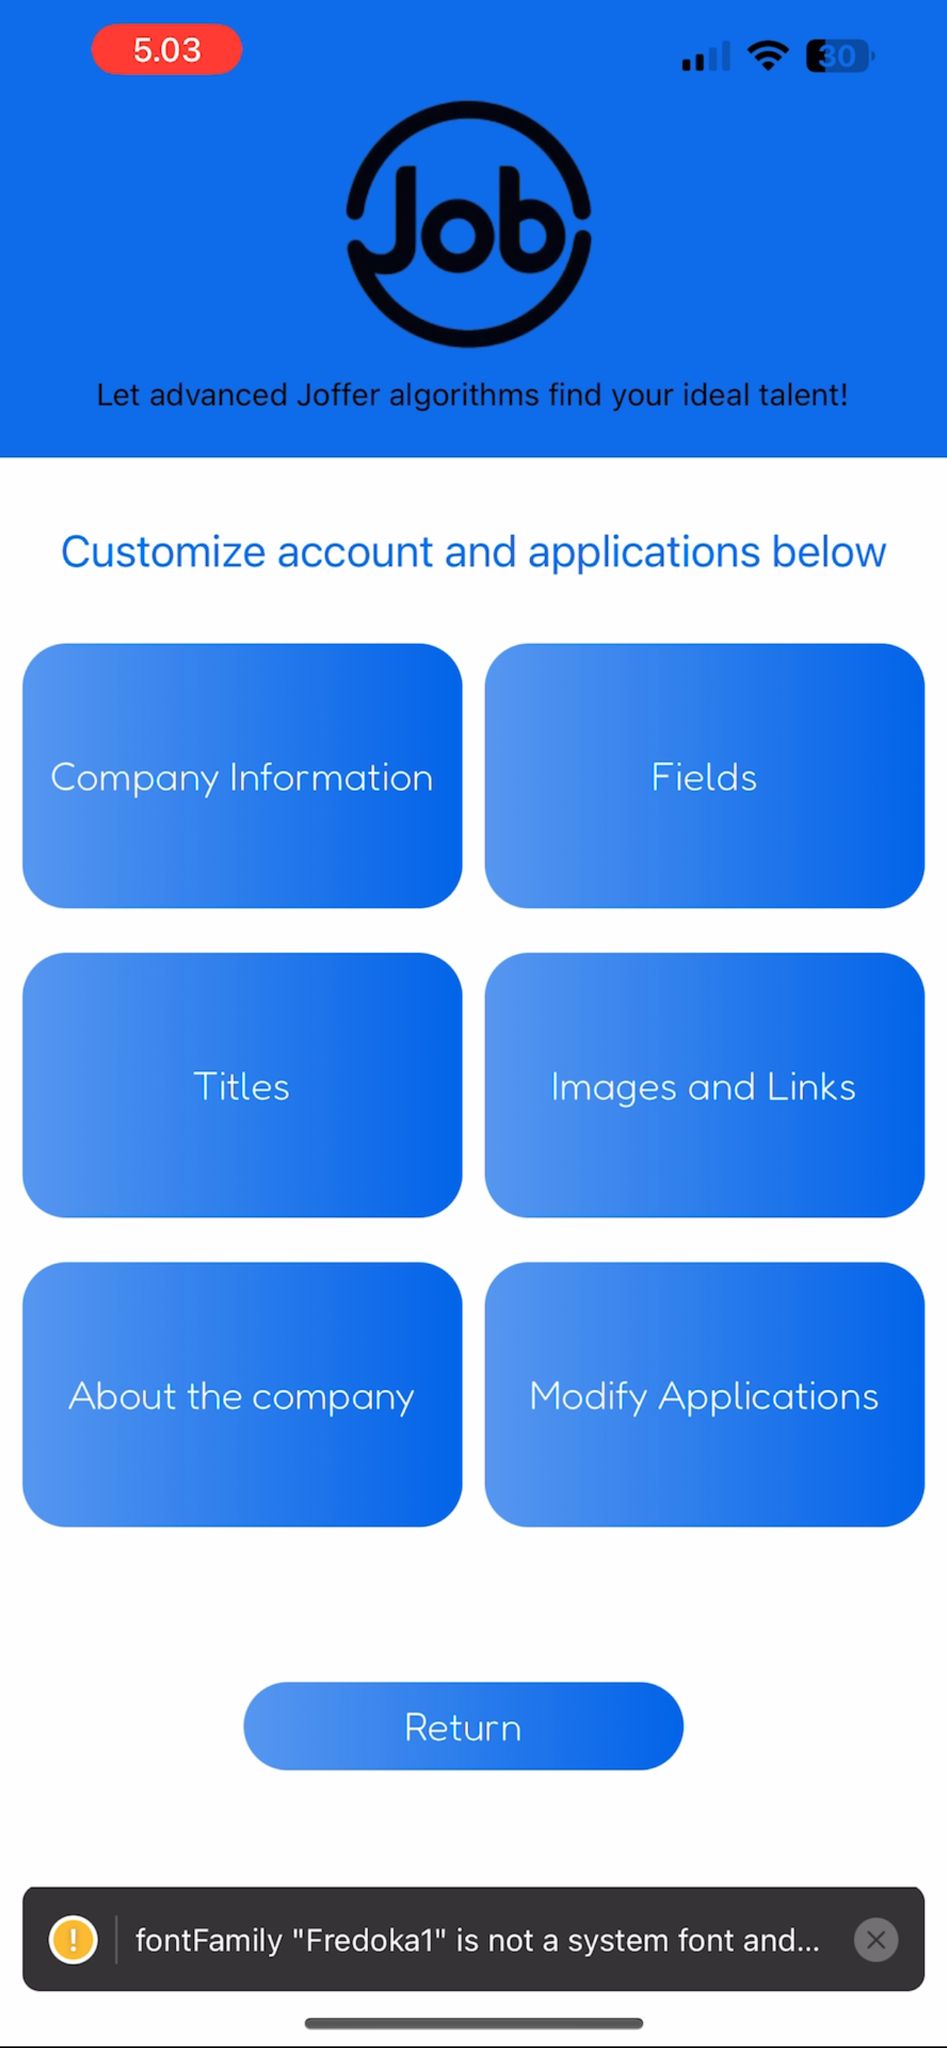 5.03
30
Job
Let advanced Joffer algorithms find your ideal talent!
Customize account and applications below
Company Information
Fields
Titles
Images and Links
About the company
Modify Applications
Return
fontFamily "Fredoka1" is not a system font and...